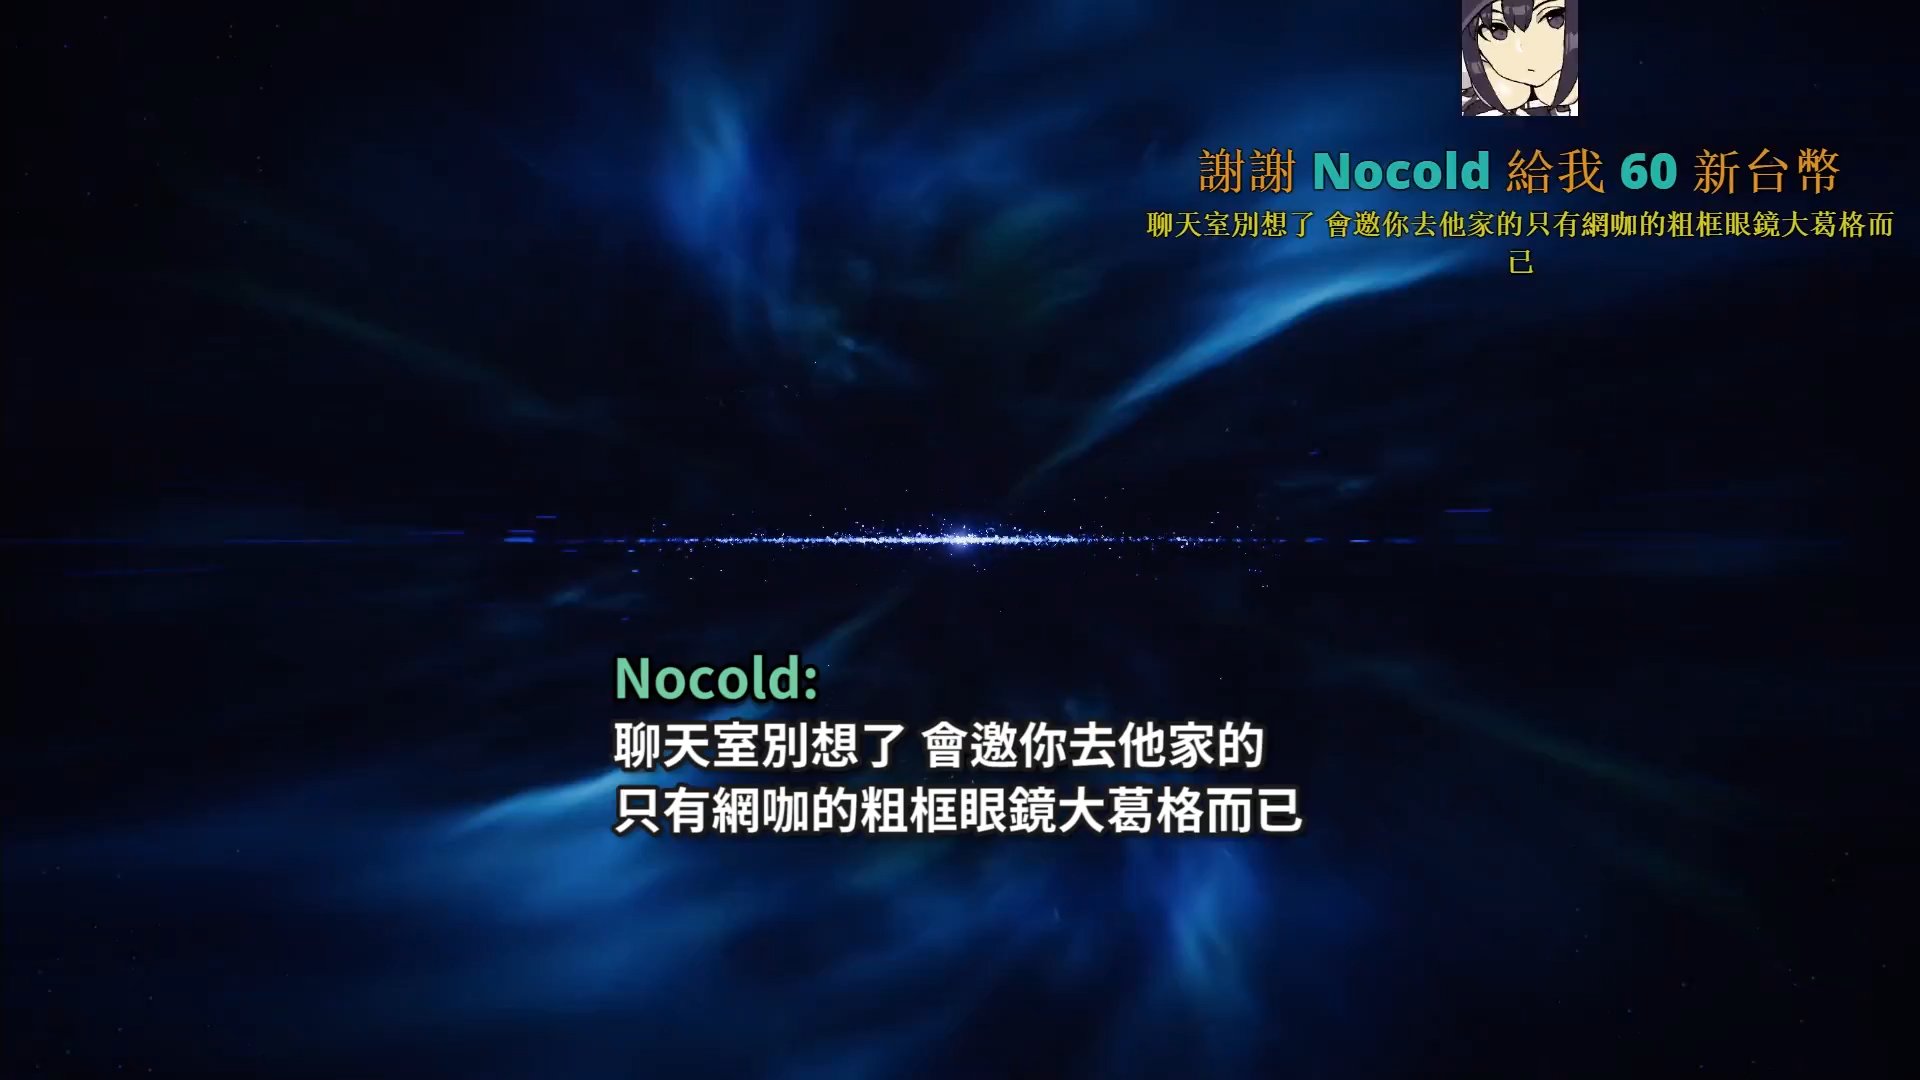 謝謝 Nocold 給我 60 新台幣
聊天室別想了 會邀你去他家的只有網咖的粗框眼鏡大葛格而
已
Nocold:
聊天室別想了 會邀你去他家的
只有網咖的粗框眼鏡大葛格而已